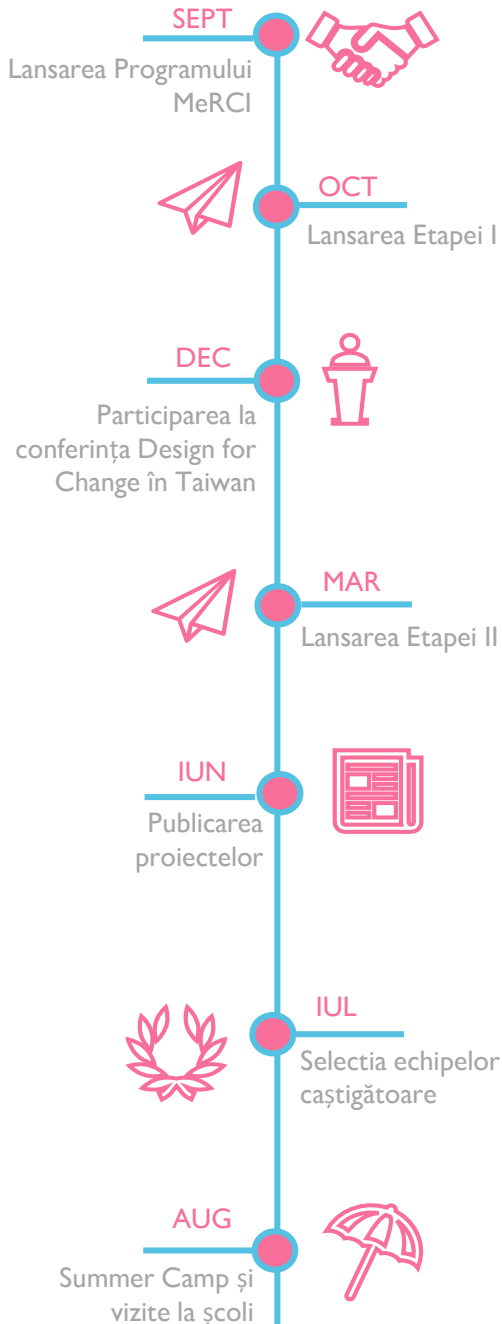 SEPT
Lansarea Programului
MeRCI
OCT
Lansarea Etapei I
DEC
Participarea la
conferința Design for
Change în Taiwan
MAR
Lansarea Etapei II
IUN
Publicarea
proiectelor
IUL
Selectia echipelor
caștigătoare
AUG
Summer Camp și
vizite la școli